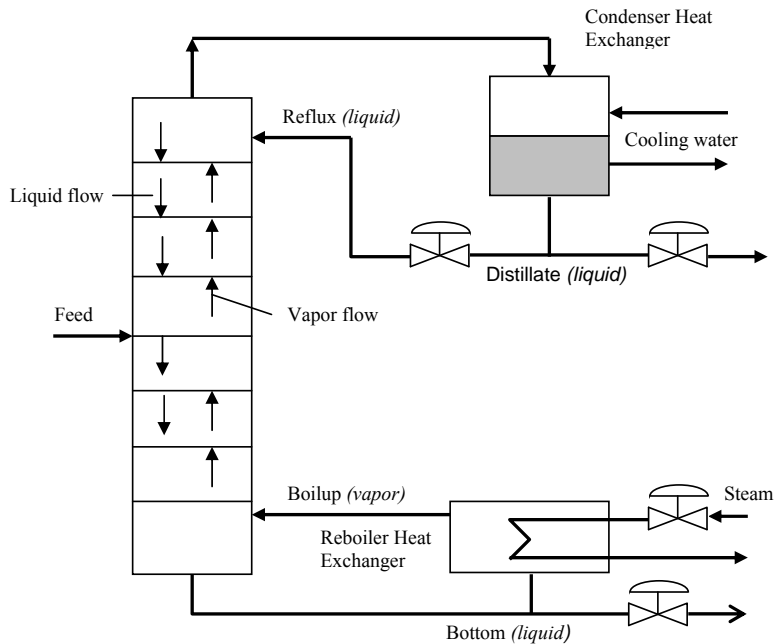 Condenser Heat
Exchanger
Reflux (liquid)
Cooling water
Liquid flow
Distillate (liquid)
Feed
Vapor flow
Boilup (vapor)
Steam
Reboiler Heat
Exchanger
Bottom (liquid)